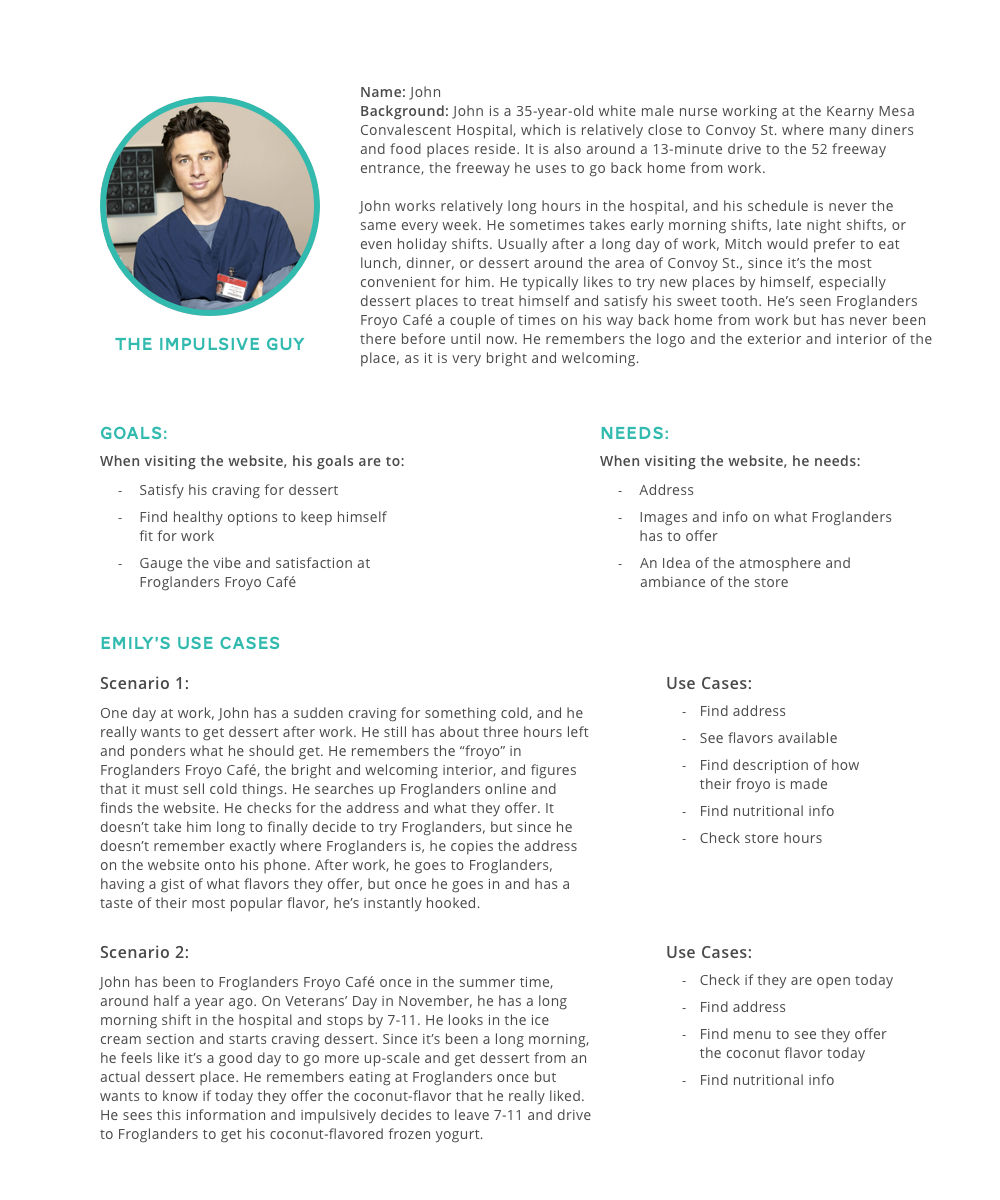 Name: John
Background: John is a 35-year-old white male nurse working at the Kearny Mesa
Convalescent Hospital, which is relatively close to Convoy St. where many diners
and food places reside. It is also around a 13-minute drive to the 52 freeway
entrance, the freeway he uses to go back home from work.
John works relatively long hours in the hospital, and his schedule is never the
same every week. He sometimes takes early morning shifts, late night shifts, or
even holiday shifts. Usually after a long day of work, Mitch would prefer to eat
lunch, dinner, or dessert around the area of Convoy St., since it’s the most
convenient for him. He typically likes to try new places by himself, especially
dessert places to treat himself and satisfy his sweet tooth. He’s seen Froglanders
Froyo Café a couple of times on his way back home from work but has never been
there before until now. He remembers the logo and the exterior and interior of the
place, as it is very bright and welcoming.
THE IMPULSIVE GUY
GOALS:
When visiting the website, his goals are to:
- Satisfy his craving for dessert
- Find healthy options to keep himself
fit for work
- Gauge the vibe and satisfaction at
Froglanders Froyo Café
NEEDS:
When visiting the website, he needs:
- Address
- Images and info on what Froglanders
has to offer
- An Idea of the atmosphere and
ambiance of the store
EMILY’S USE CASES
Scenario 1:
One day at work, John has a sudden craving for something cold, and he
really wants to get dessert after work. He still has about three hours left
and ponders what he should get. He remembers the “froyo” in
Froglanders Froyo Café, the bright and welcoming interior, and figures
that it must sell cold things. He searches up Froglanders online and
finds the website. He checks for the address and what they offer. It
doesn’t take him long to finally decide to try Froglanders, but since he
doesn’t remember exactly where Froglanders is, he copies the address
on the website onto his phone. After work, he goes to Froglanders,
having a gist of what flavors they offer, but once he goes in and has a
taste of their most popular flavor, he’s instantly hooked.
Use Cases:
- Find address
- See flavors available
- Find description of how
their froyo is made
- Find nutritional info
- Check store hours
Scenario 2:
John has been to Froglanders Froyo Café once in the summer time,
around half a year ago. On Veterans’ Day in November, he has a long
morning shift in the hospital and stops by 7-11. He looks in the ice
cream section and starts craving dessert. Since it’s been a long morning,
he feels like it’s a good day to go more up-scale and get dessert from an
actual dessert place. He remembers eating at Froglanders once but
wants to know if today they offer the coconut-flavor that he really liked.
He sees this information and impulsively decides to leave 7-11 and drive
to Froglanders to get his coconut-flavored frozen yogurt.
Use Cases:
- Check if they are open today
- Find address
- Find menu to see they offer
the coconut flavor today
- Find nutritional info